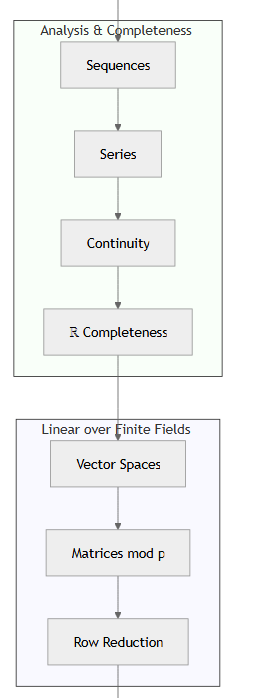 Analysis & Completeness
Sequences
Series
Continuity
ℝ Completeness
Linear over Finite Fields
Vector Spaces
Matrices mod p
Row Reduction